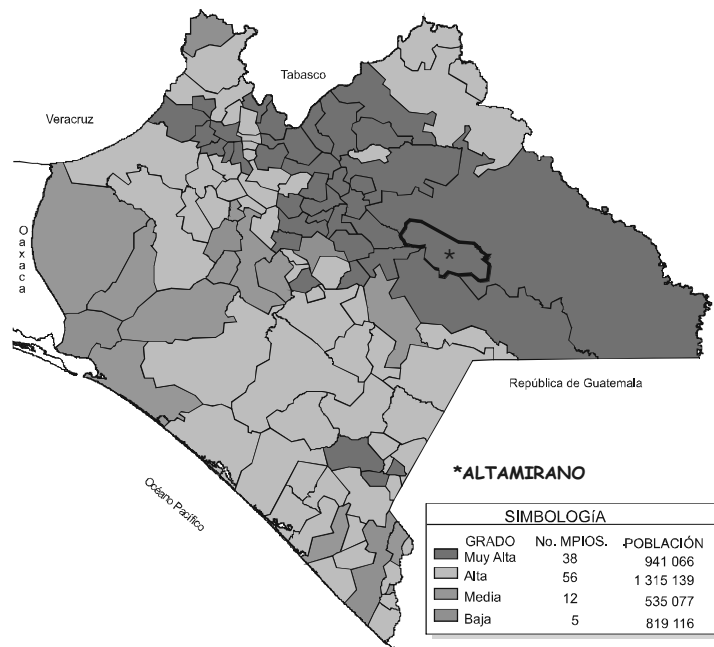 Tabasco
Veracruz
Oaxaca
*
República de Guatemala
Océano Pacífico
*ALTAMIRANO
SIMBOLOGíA
GRADO No. MPIOS. POBLACIÓN
Muy Alta 38 941 066
Alta 56 1 315 139
Media 12 535 077
Baja 5 819 116